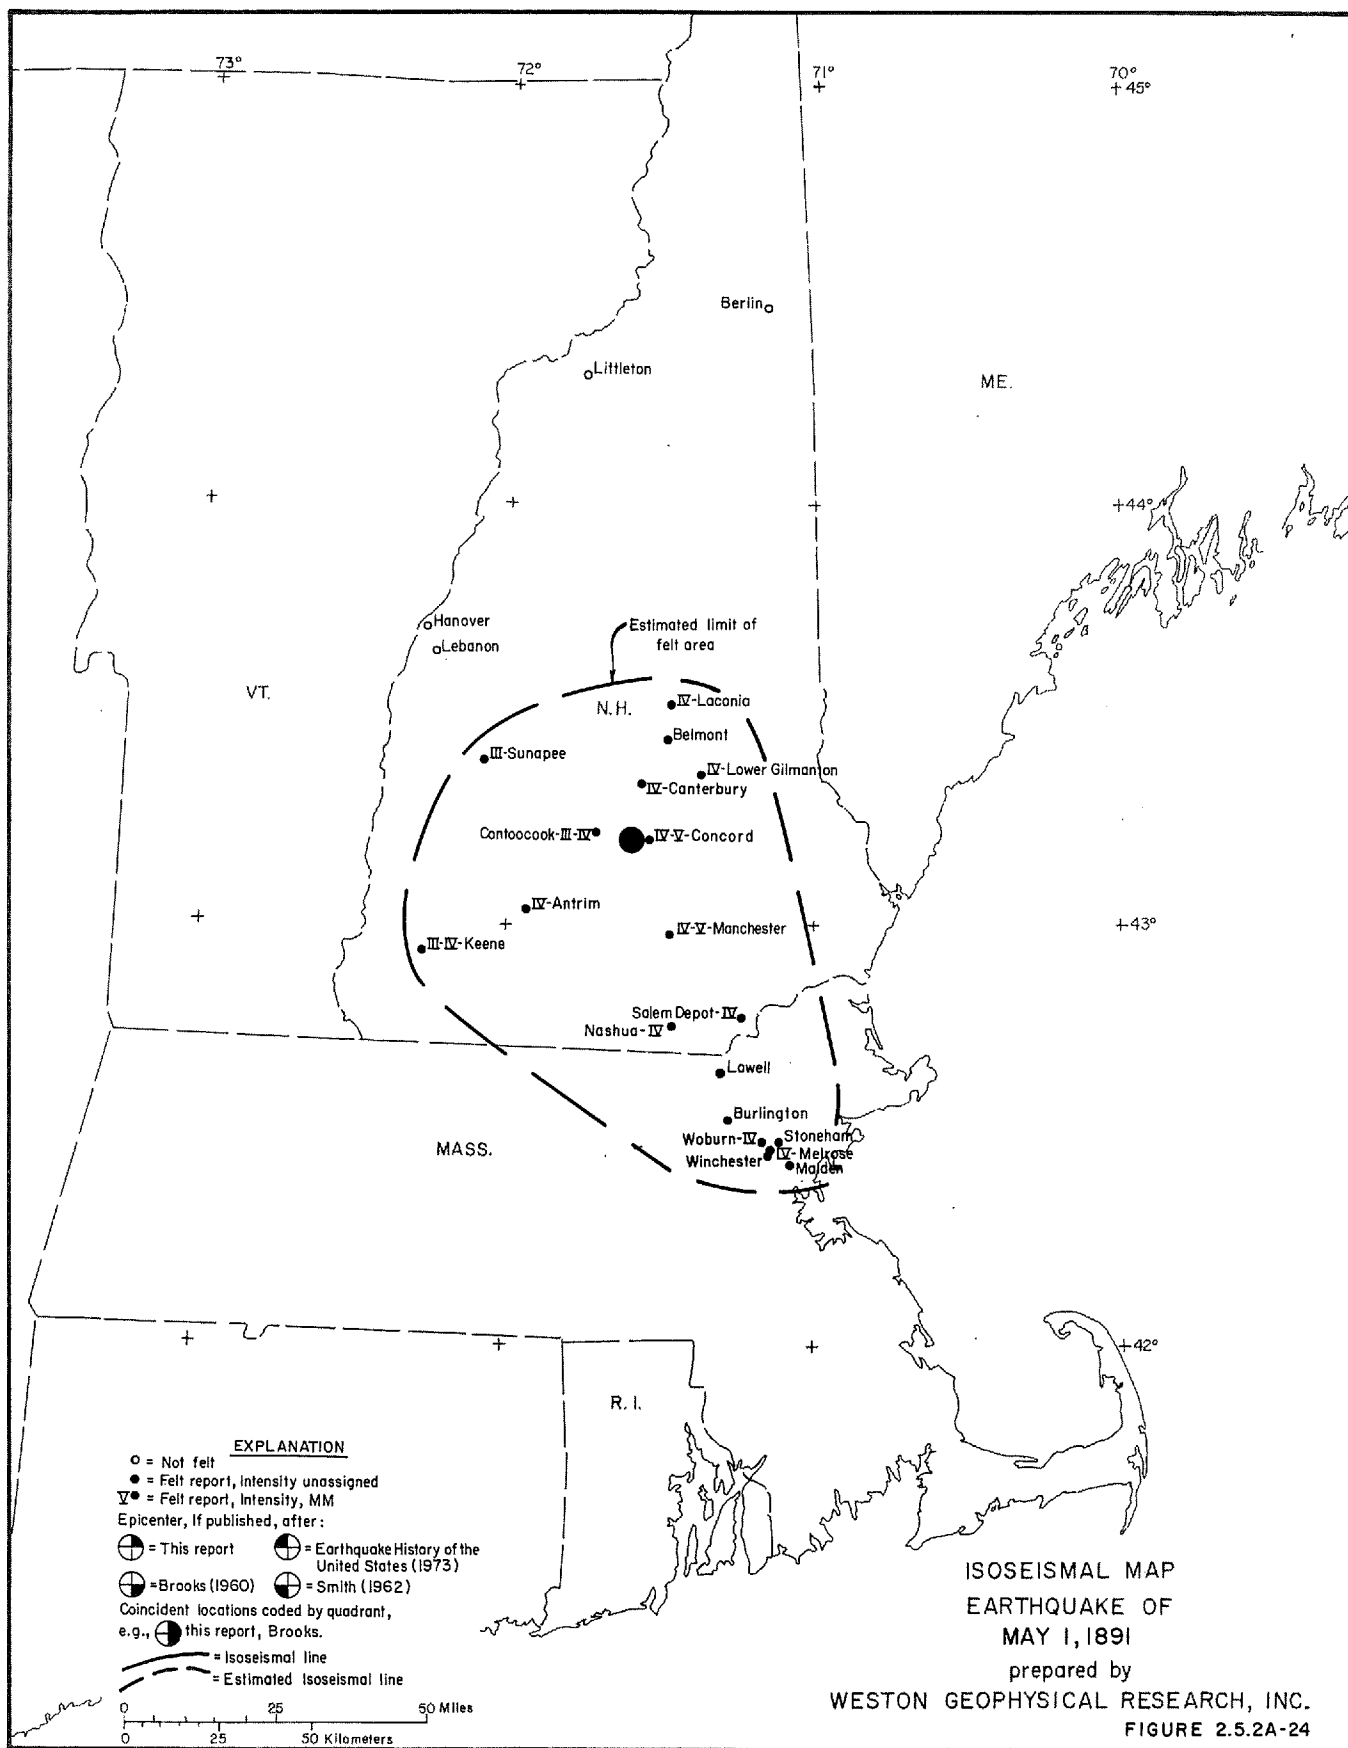 73°
72°
71°
70°
45°
Berlin
Littleton
ME.
44°
Hanover
Lebanon
Estimated limit of
felt area
VT.
N.H.
IV-Laconia
Belmont
III-Sunapee
IV-Lower Gilmanton
IV-Canterbury
Contoocook-III-IV
IV-V-Concord
IV-Antrim
43°
IV-V-Manchester
III-IV-Keene
Salem Depot-IV
Nashua-IV
Lowell
Burlington
Woburn-IV
Stoneham
IV-Melrose
Winchester
Malden
MASS.
42°
R.I.
EXPLANATION
= Not felt
= Felt report, Intensity unassigned
V = Felt report, Intensity, MM
Epicenter, If published, after:
= This report
= Earthquake History of the
United States (1973)
= Brooks (1960)
= Smith (1962)
Coincident locations coded by quadrant,
e.g., this report, Brooks.
= Isoseismal line
= Estimated Isoseismal line
0 25 50 Miles
0 25 50 Kilometers
ISOSEISMAL MAP
EARTHQUAKE OF
MAY 1, 1891
prepared by
WESTON GEOPHYSICAL RESEARCH, INC.
FIGURE 2.5.2A-24